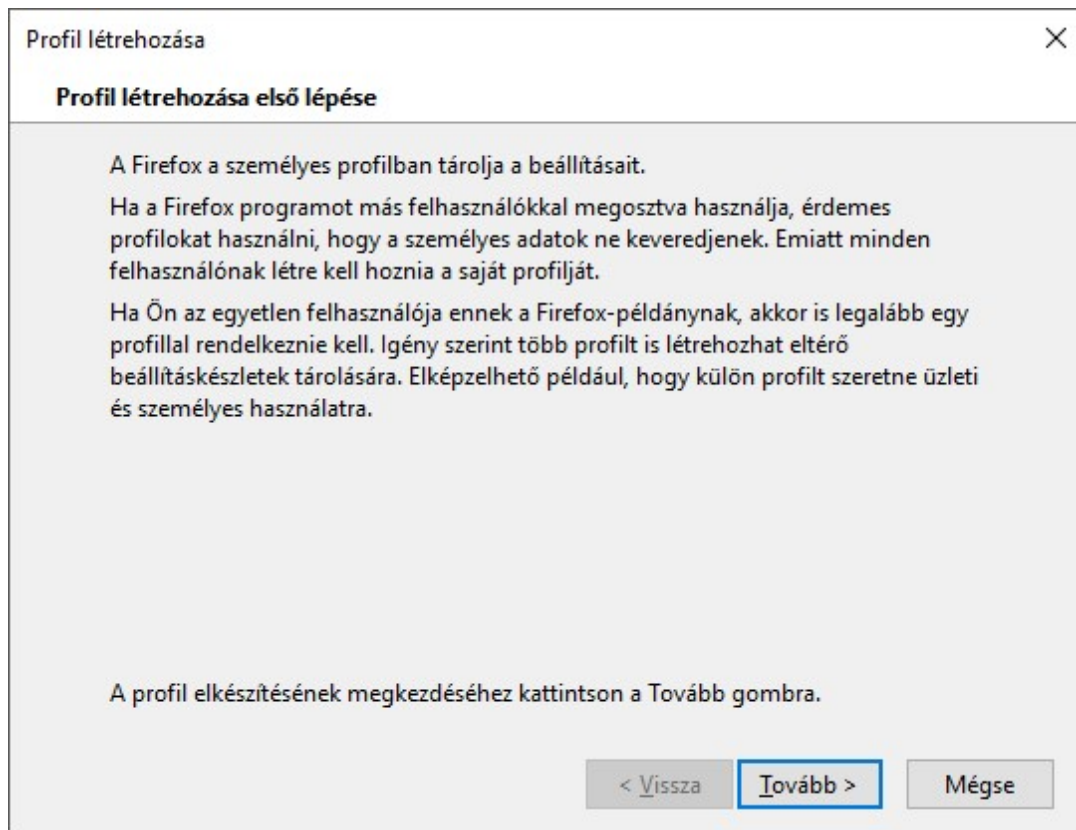 Profil létrehozása
Profil létrehozása első lépése
A Firefox a személyes profilban tárolja a beállításait.
Ha a Firefox programot más felhasználókkal megosztva használja, érdemes
profilokat használni, hogy a személyes adatok ne keveredjenek. Emiatt minden
felhasználónak létre kell hoznia a saját profilját.
Ha Ön az egyetlen felhasználója ennek a Firefox-példánynak, akkor is legalább egy
profillal rendelkeznie kell. Igény szerint több profilt is létrehozhat eltérő
beállításkészletek tárolására. Elképzelhető például, hogy külön profilt szeretne üzleti
és személyes használatra.
A profil elkészítésének megkezdéséhez kattintson a Tovább gombra.
< Vissza Tovább > Mégse